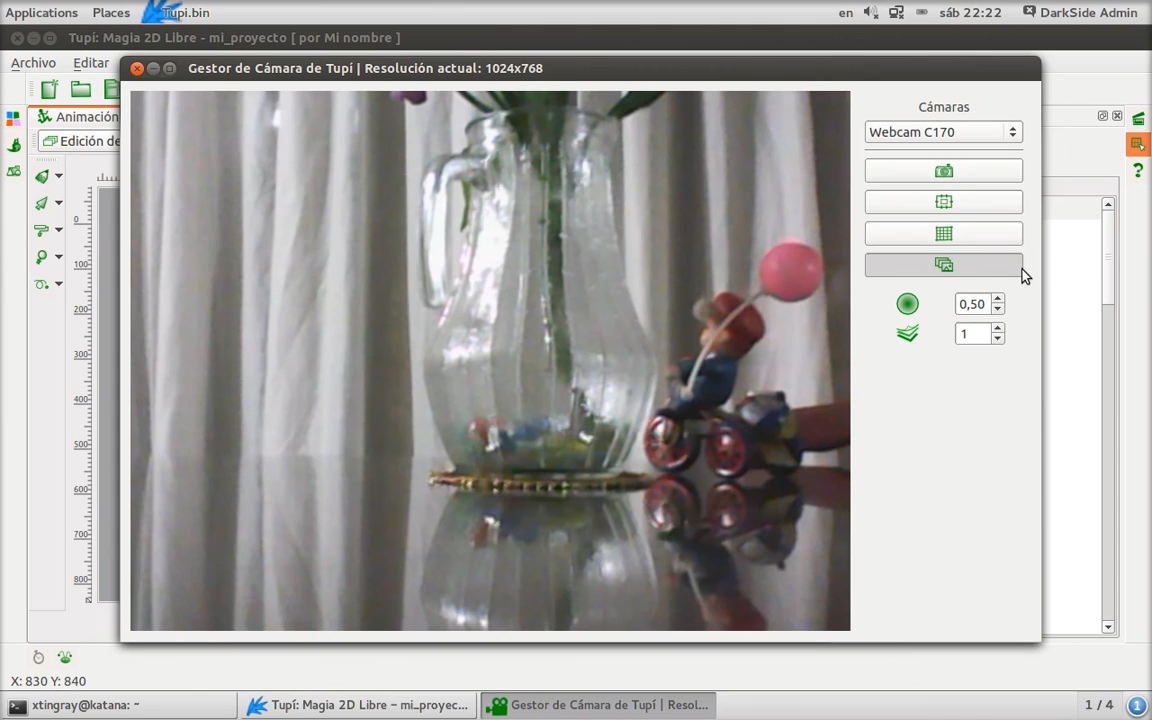 Applications Places Tupi.bin en sáb 22:22 DarkSide Admin
Tupí: Magia 2D Libre - mi_proyecto [ por Mi nombre ]
Archivo Editar
Gestor de Cámara de Tupí | Resolución actual: 1024x768
Cámaras
Animación
Webcam C170
Edición de
0
100
200
300
400
500
600
700
800
0,50
1
X: 830 Y: 840
xtingray@katana: ~ Tupí: Magia 2D Libre - mi_proyec... Gestor de Cámara de Tupí | Resol... 1 / 4 1